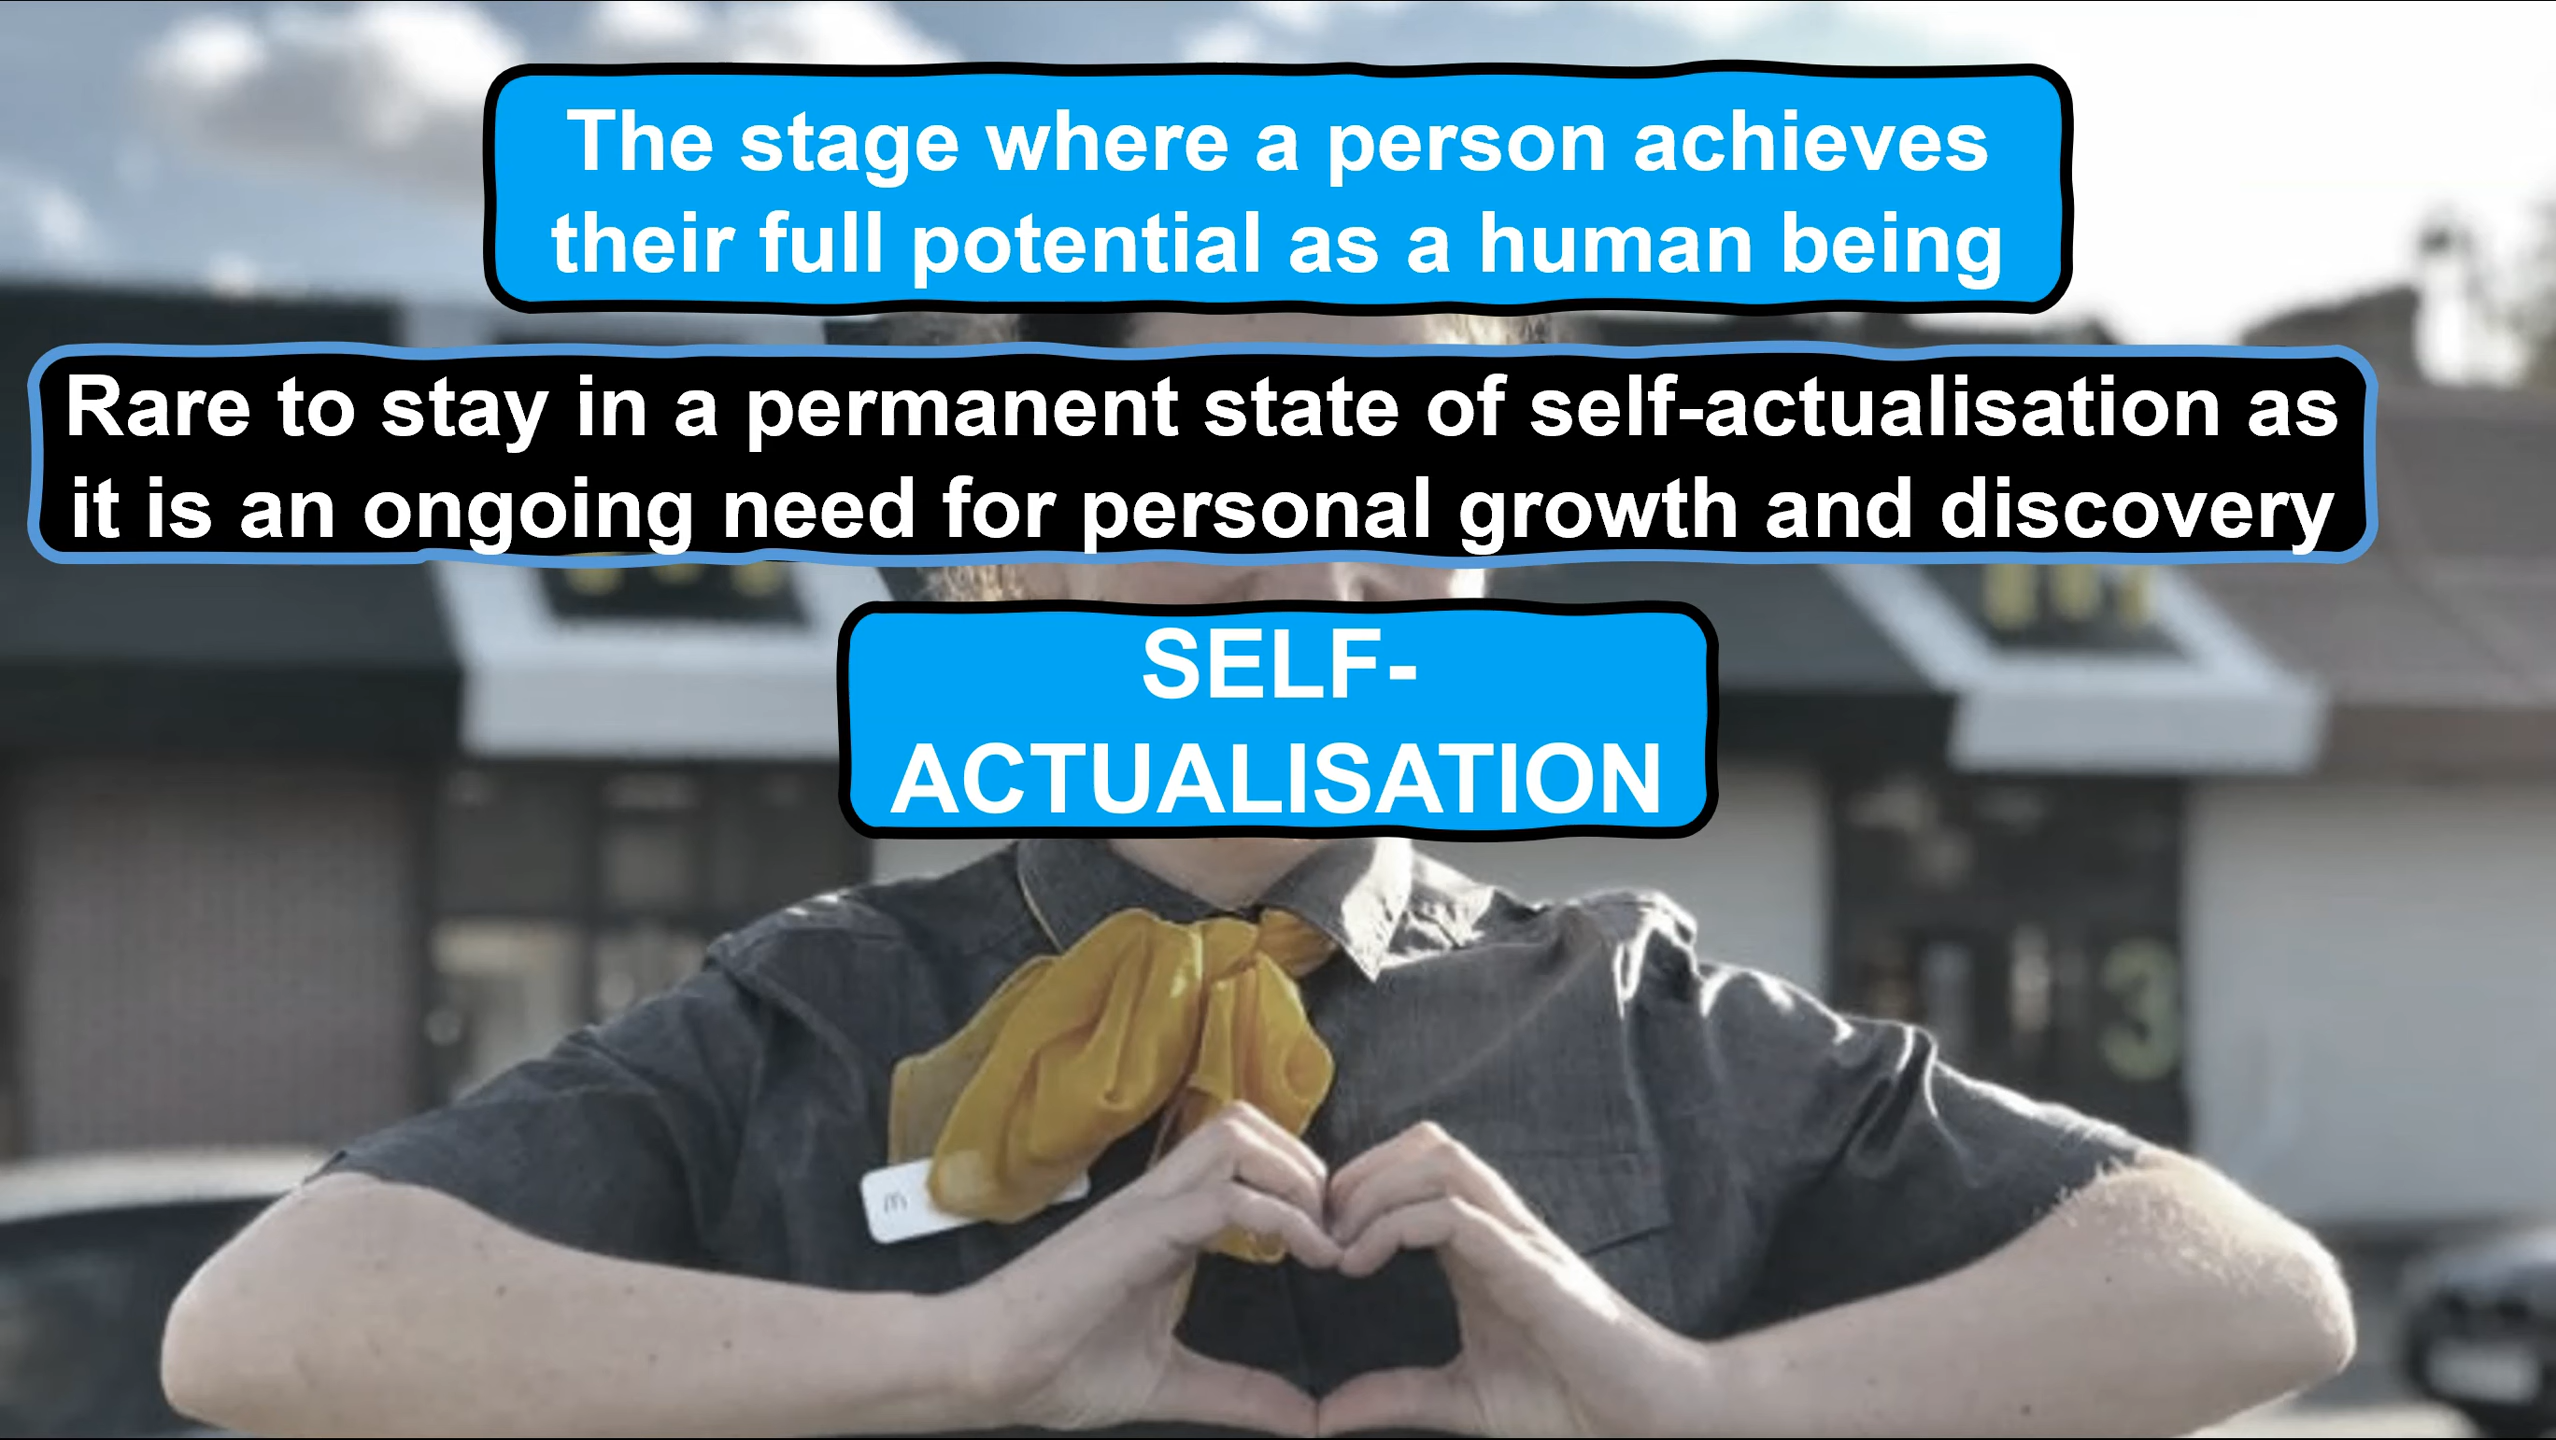 The stage where a person achieves
their full potential as a human being
Rare to stay in a permanent state of self-actualisation as
it is an ongoing need for personal growth and discovery
SELF-
ACTUALISATION
m
3